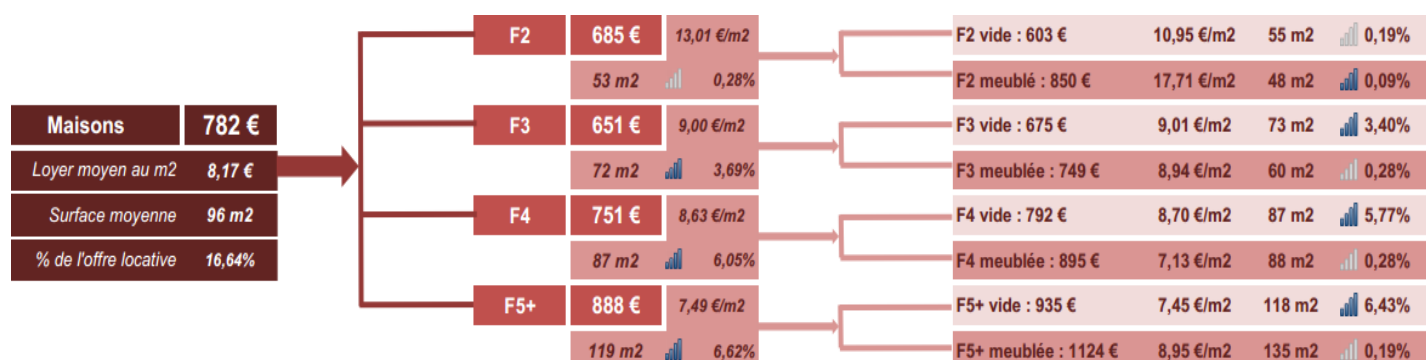 Maisons 782 €
Loyer moyen au m2 8,17 €
Surface moyenne 96 m2
% de l'offre locative 16,64%
F2 685 € 13,01 €/m2
53 m2 0,28%
F3 651 € 9,00 €/m2
72 m2 3,69%
F4 751 € 8,63 €/m2
87 m2 6,05%
F5+ 888 € 7,49 €/m2
119 m2 6,62%
F2 vide : 603 € 10,95 €/m2 55 m2 0,19%
F2 meublé : 850 € 17,71 €/m2 48 m2 0,09%
F3 vide : 675 € 9,01 €/m2 73 m2 3,40%
F3 meublée : 749 € 8,94 €/m2 60 m2 0,28%
F4 vide : 792 € 8,70 €/m2 87 m2 5,77%
F4 meublée : 895 € 7,13 €/m2 88 m2 0,28%
F5+ vide : 935 € 7,45 €/m2 118 m2 6,43%
F5+ meublée : 1124 € 8,95 €/m2 135 m2 0,19%